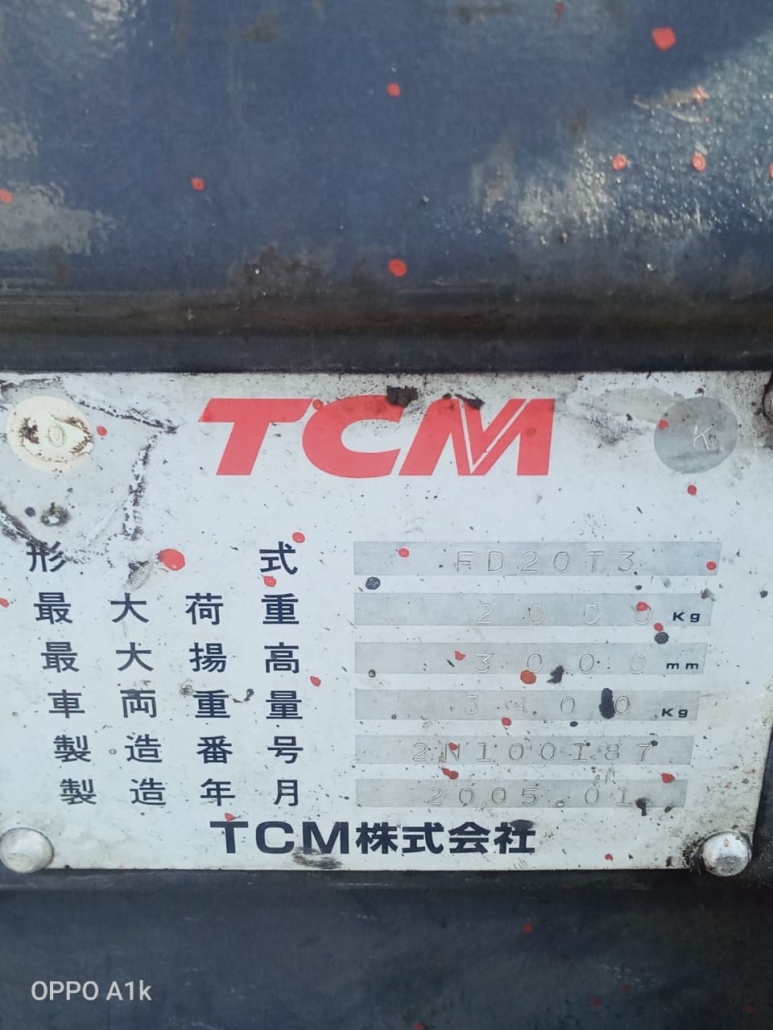 TCM
形式 FD20T3
最大荷重 2000 Kg
最大揚高 3000 mm
車両重量 3400 Kg
製造番号 2N100187
製造年月 2005.01
TCM株式会社
OPPO A1k